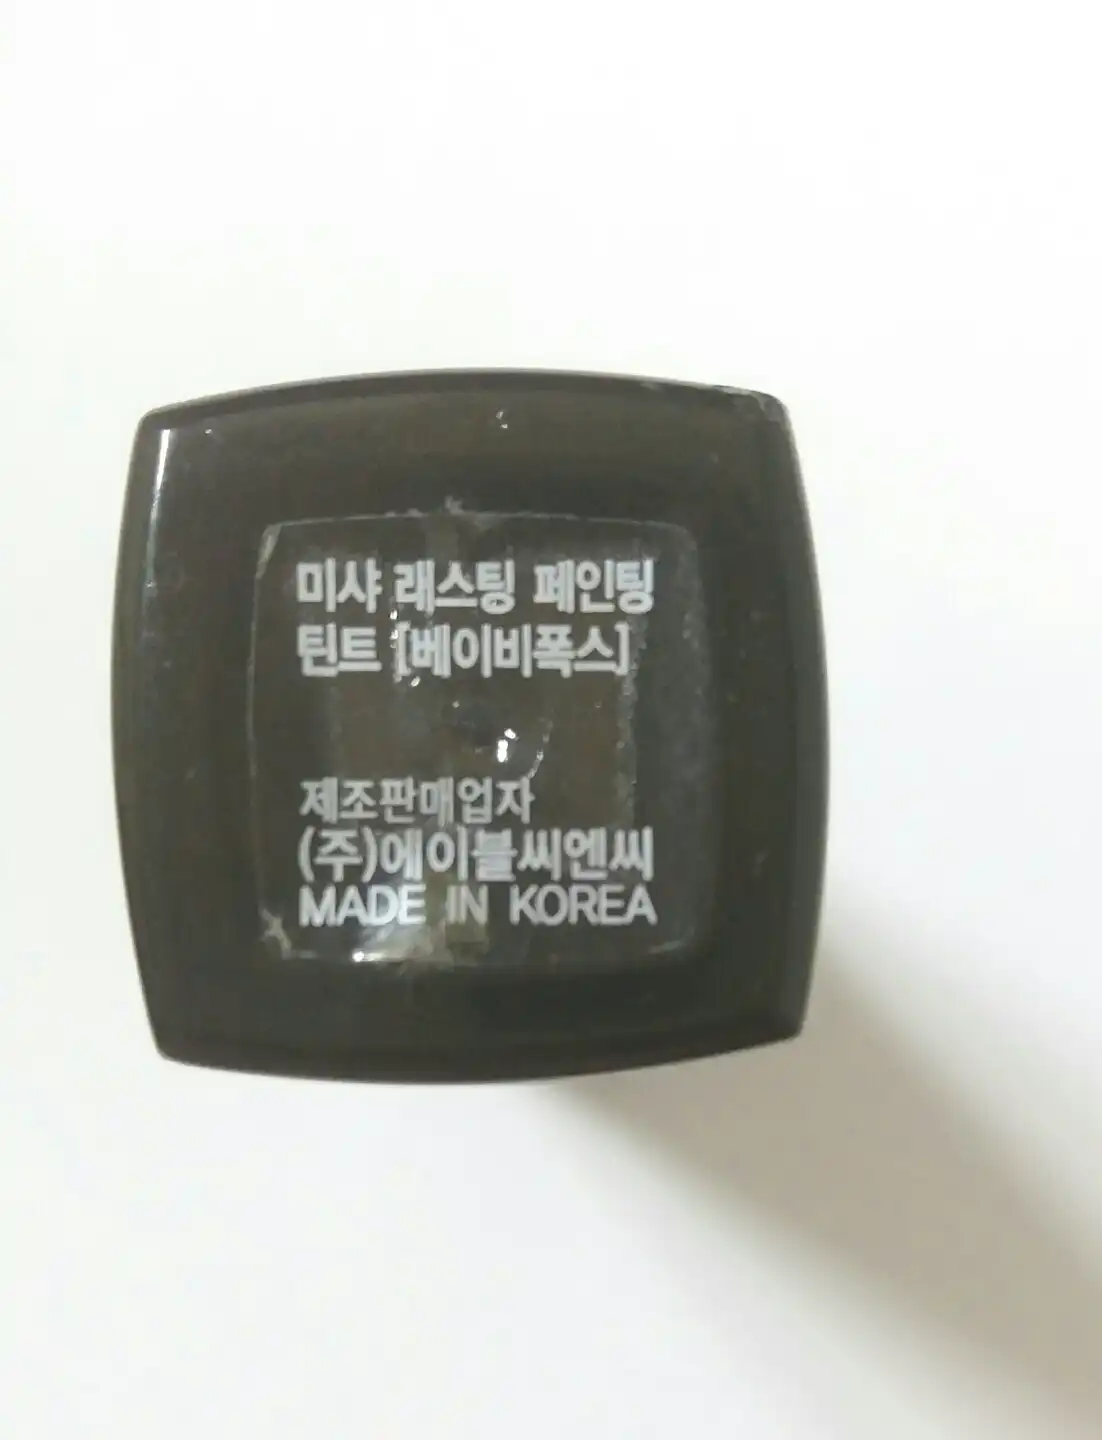 미샤 래스팅 페인팅
틴트 [베이비폭스]
제조판매업자
(주)에이블씨엔씨
MADE IN KOREA